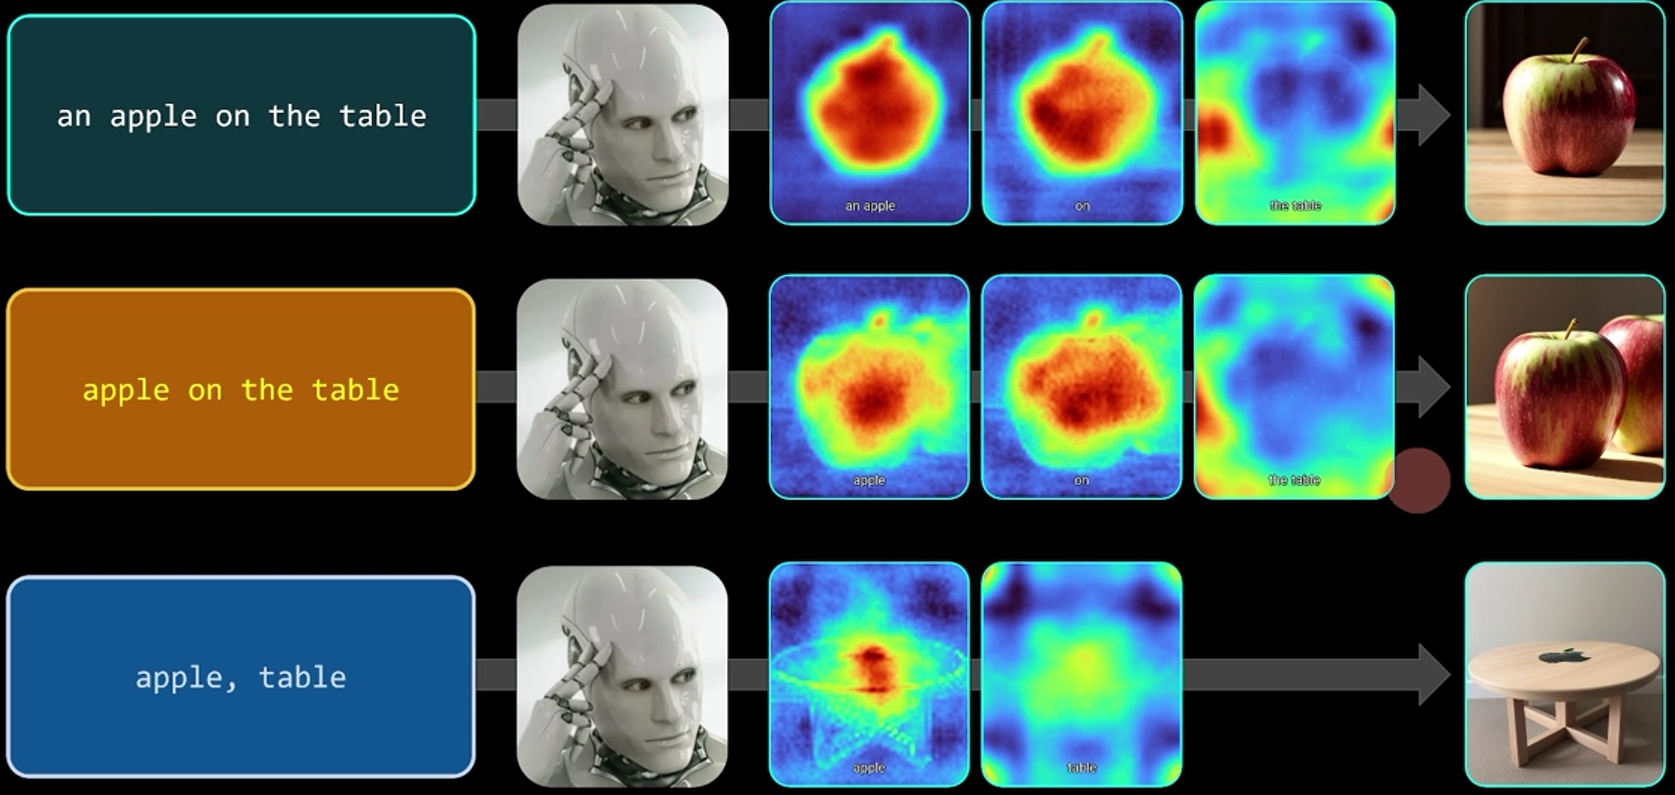 an apple on the table
an apple
on
the table
apple on the table
apple
on
the table
apple, table
apple
table